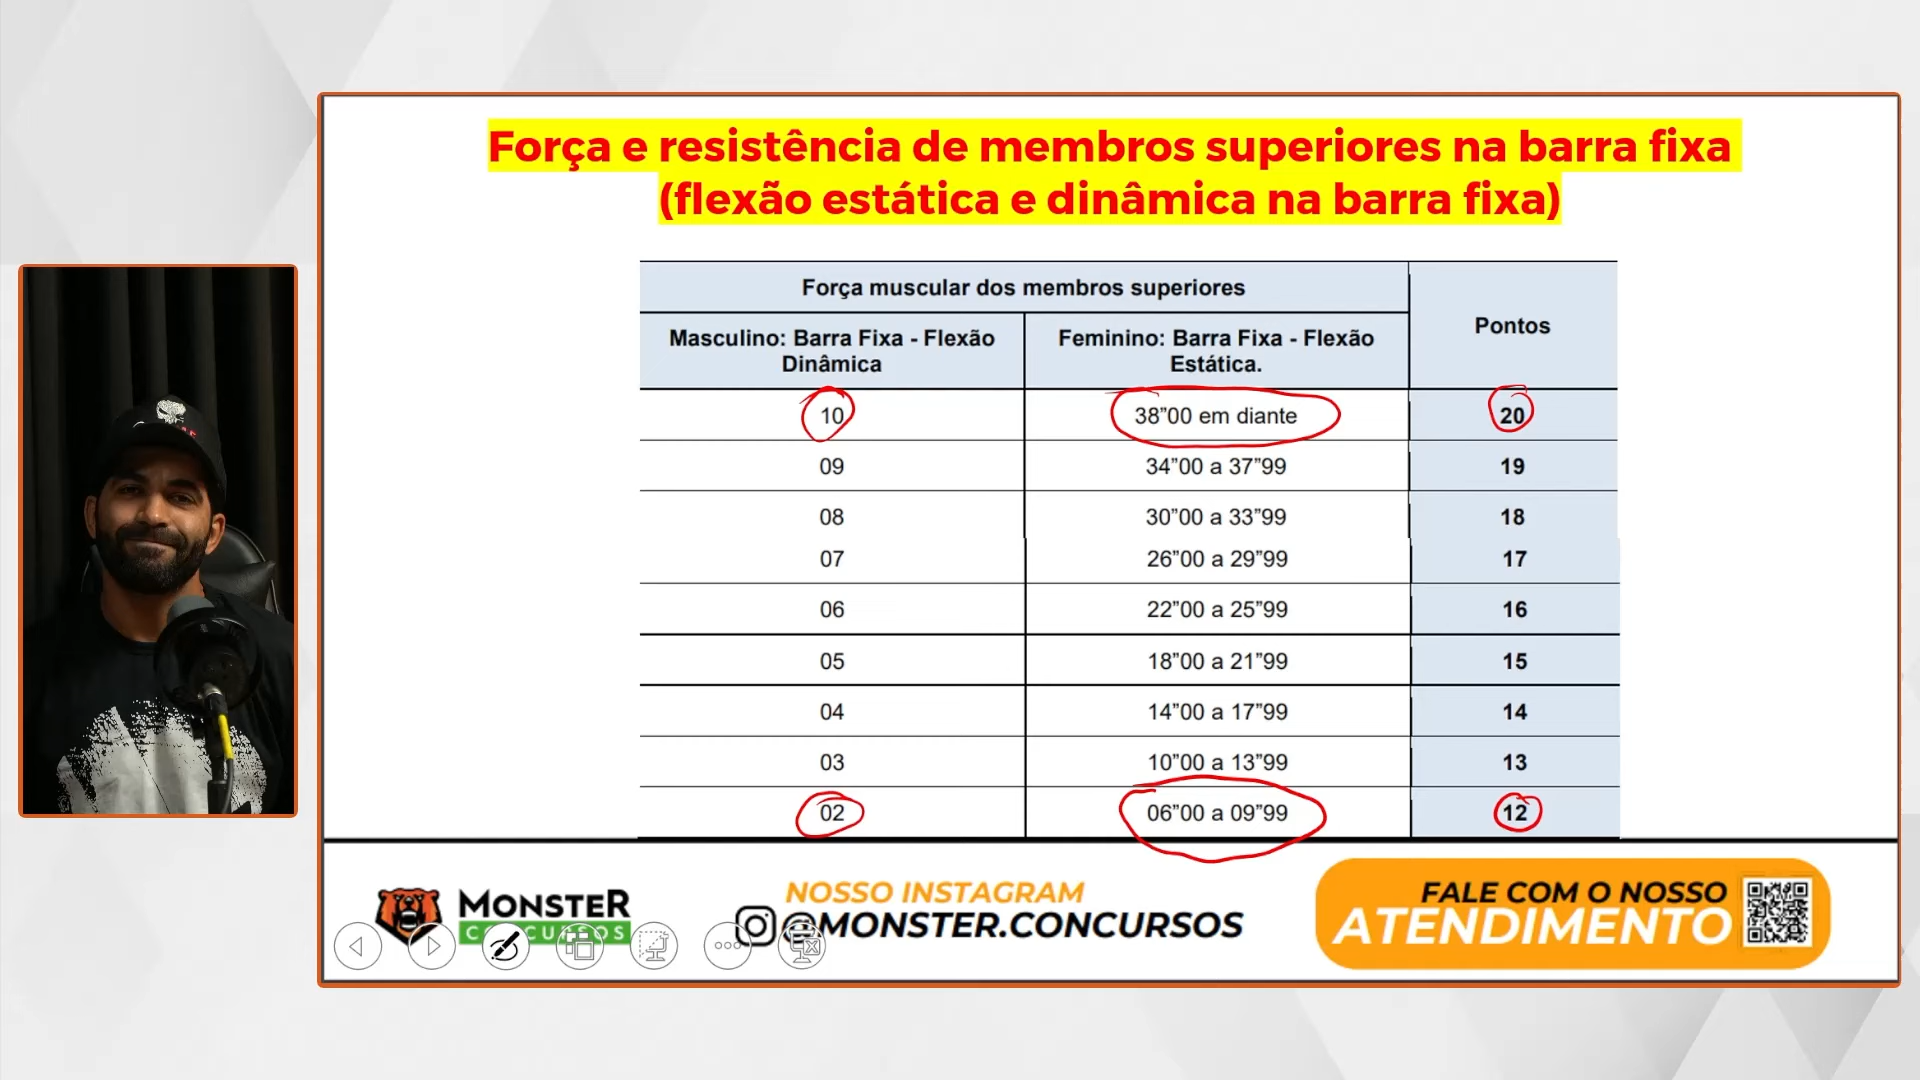 Força e resistência de membros superiores na barra fixa
(flexão estática e dinâmica na barra fixa)
Força muscular dos membros superiores
Pontos
Masculino: Barra Fixa - Flexão
Dinâmica
Feminino: Barra Fixa - Flexão
Estática.
10 38”00 em diante 20
09 34”00 a 37”99 19
08 30”00 a 33”99 18
07 26”00 a 29”99 17
06 22”00 a 25”99 16
05 18”00 a 21”99 15
04 14”00 a 17”99 14
03 10”00 a 13”99 13
02 06”00 a 09”99 12
MONSTER
CONCURSOS
NOSSO INSTAGRAM
@MONSTER.CONCURSOS
FALE COM O NOSSO
ATENDIMENTO